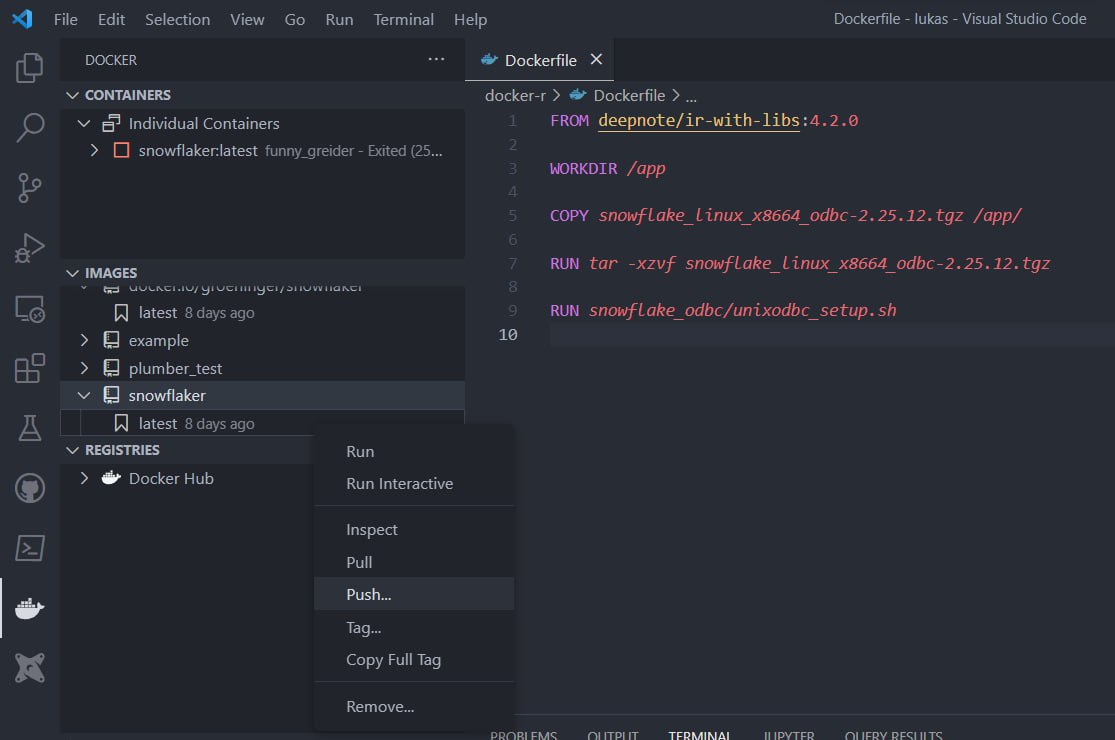 File Edit Selection View Go Run Terminal Help
Dockerfile - lukas - Visual Studio Code
DOCKER
...
CONTAINERS
Individual Containers
snowflaker:latest funny_greider - Exited (25...
IMAGES
docker.io/groeninger/snowflaker
latest 8 days ago
example
plumber_test
snowflaker
latest 8 days ago
REGISTRIES
Docker Hub
Run
Run Interactive
Inspect
Pull
Push...
Tag...
Copy Full Tag
Remove...
Dockerfile
docker-r > Dockerfile > ...
1 FROM deepnote/ir-with-libs:4.2.0
2
3 WORKDIR /app
4
5 COPY snowflake_linux_x8664_odbc-2.25.12.tgz /app/
6
7 RUN tar -xzvf snowflake_linux_x8664_odbc-2.25.12.tgz
8
9 RUN snowflake_odbc/unixodbc_setup.sh
10
PROBLEMS OUTPUT TERMINAL JUPYTER QUERY RESULTS